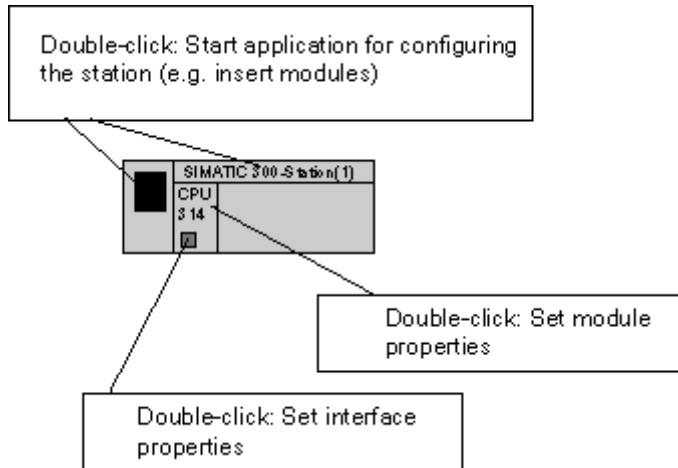 Double-click: Start application for configuring
the station (e.g. insert modules)
SIMATIC 300-Station(1)
CPU
314
Double-click: Set module
properties
Double-click: Set interface
properties